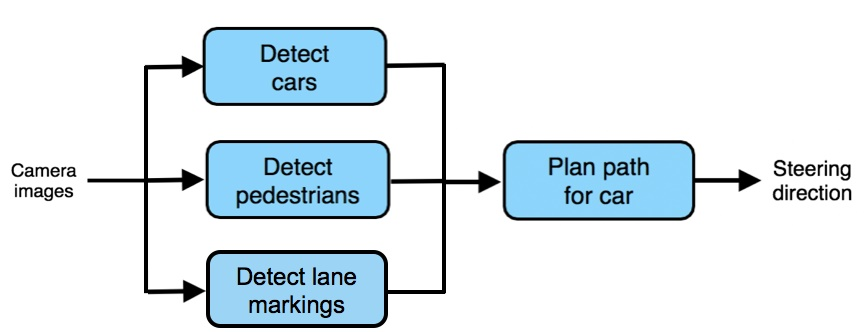 Detect
cars
Camera
images
Detect
pedestrians
Detect lane
markings
Plan path
for car
Steering
direction